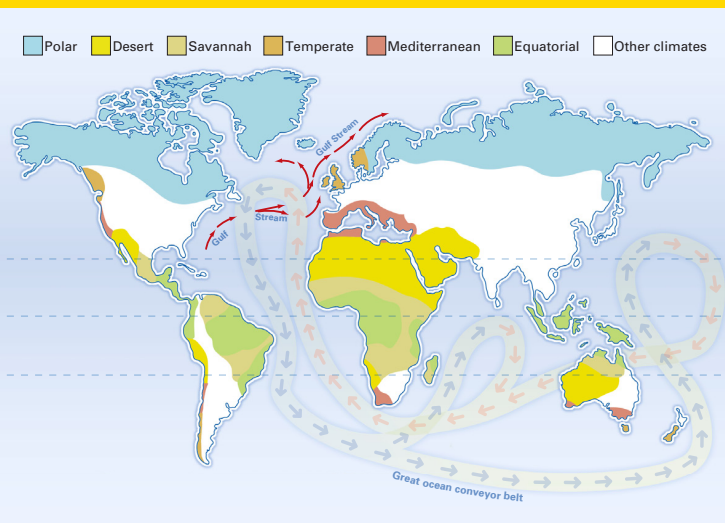 Polar Desert Savannah Temperate Mediterranean Equatorial Other climates
Gulf Stream
Gulf
Stream
Great ocean conveyor belt